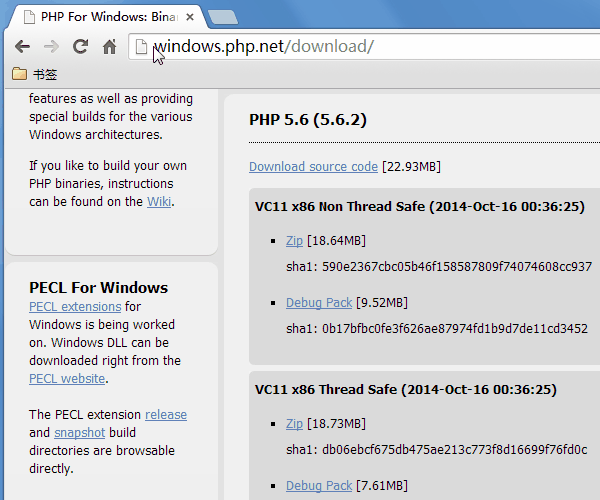 PHP For Windows: Bina
windows.php.net/download/
书签
features as well as providing
special builds for the various
Windows architectures.
If you like to build your own
PHP binaries, instructions
can be found on the Wiki.
PECL For Windows
PECL extensions for
Windows is being worked
on. Windows DLL can be
downloaded right from the
PECL website.
The PECL extension release
and snapshot build
directories are browsable
directly.
PHP 5.6 (5.6.2)
Download source code [22.93MB]
VC11 x86 Non Thread Safe (2014-Oct-16 00:36:25)
Zip [18.64MB]
sha1: 590e2367cbc05b46f158587809f74074608cc937
Debug Pack [9.52MB]
sha1: 0b17bfbc0fe3f626ae87974fd1b9d7de11cd3452
VC11 x86 Thread Safe (2014-Oct-16 00:36:25)
Zip [18.73MB]
sha1: db06ebcf675db475ae213c773f8d16699f76fd0c
Debug Pack [7.61MB]